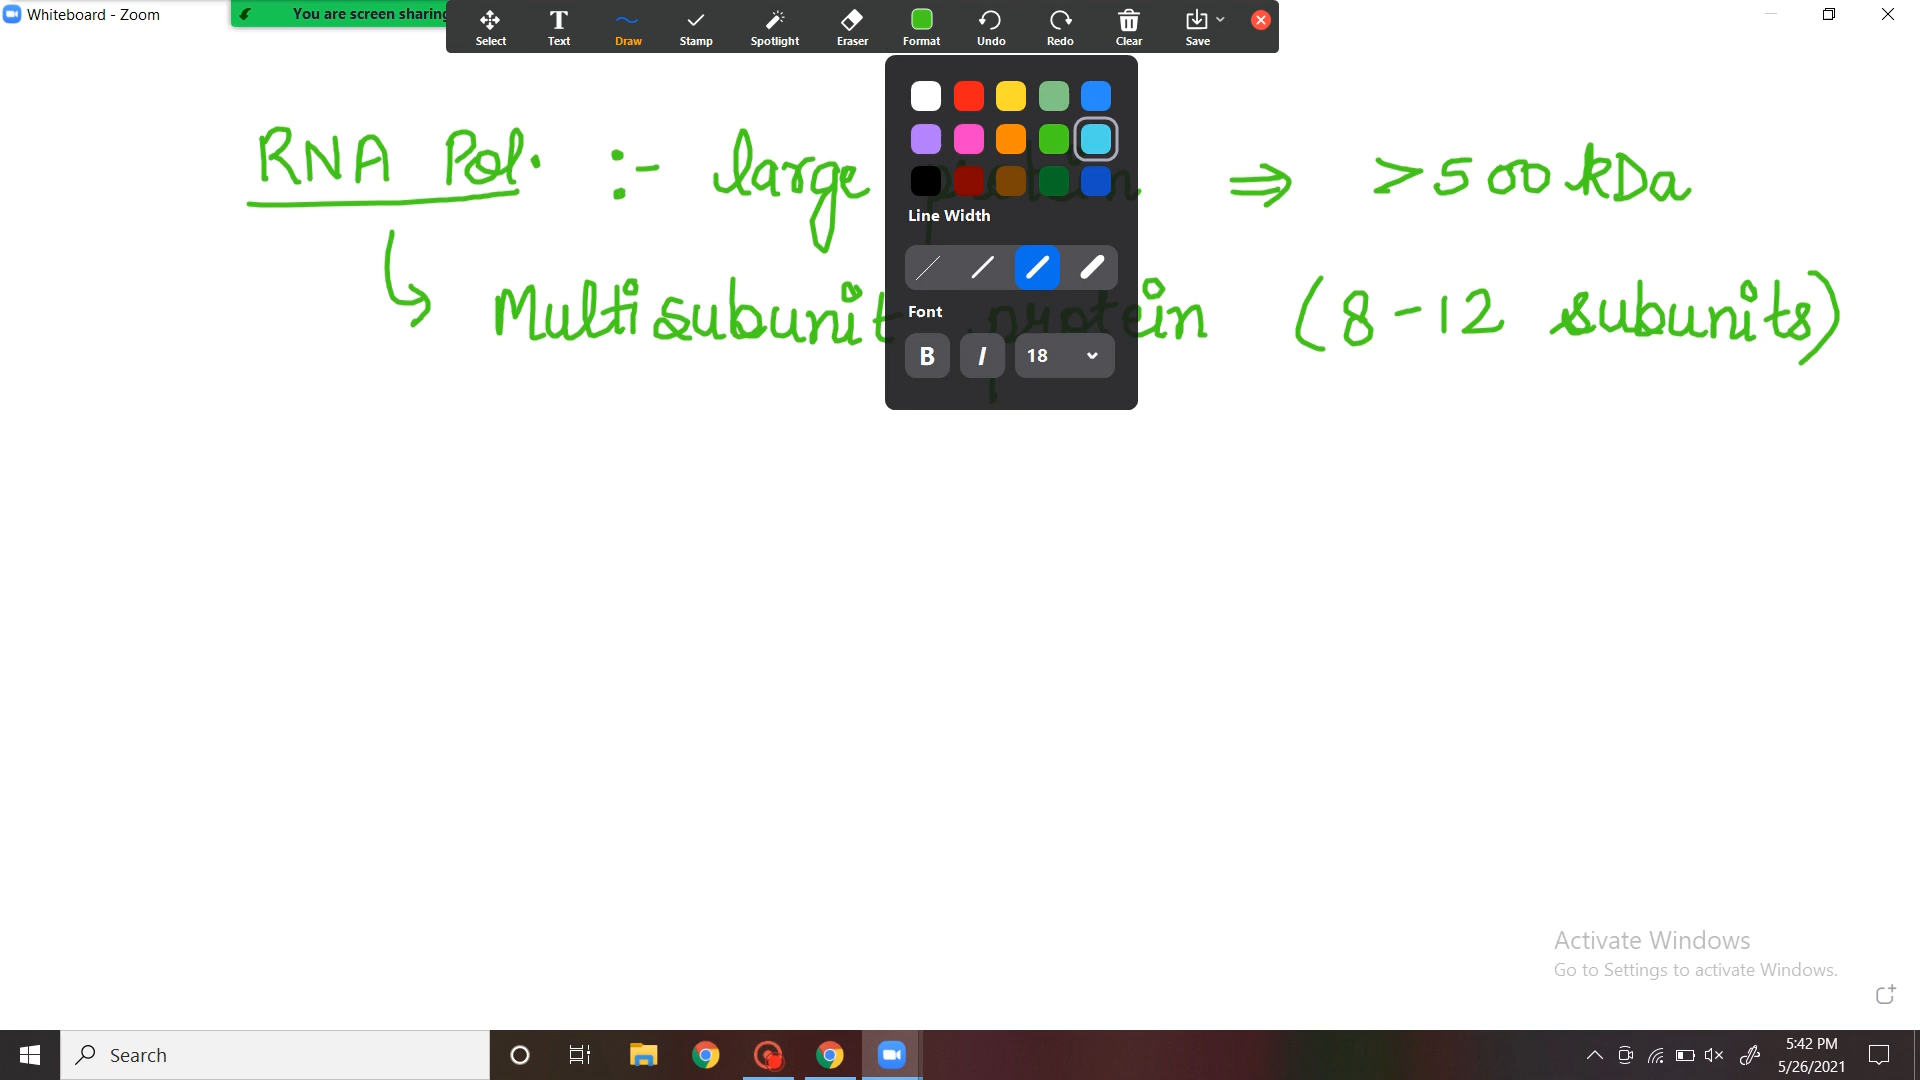 Whiteboard - Zoom
You are screen sharing
Select Text Draw Stamp Spotlight Eraser Format Undo Redo Clear Save
RNA Pol. :- large protein ⇒ >500 kDa
Line Width
↳ Multisubunit protein (8-12 subunits)
Font
B I 18
Activate Windows
Go to Settings to activate Windows.
Search
5:42 PM
5/26/2021